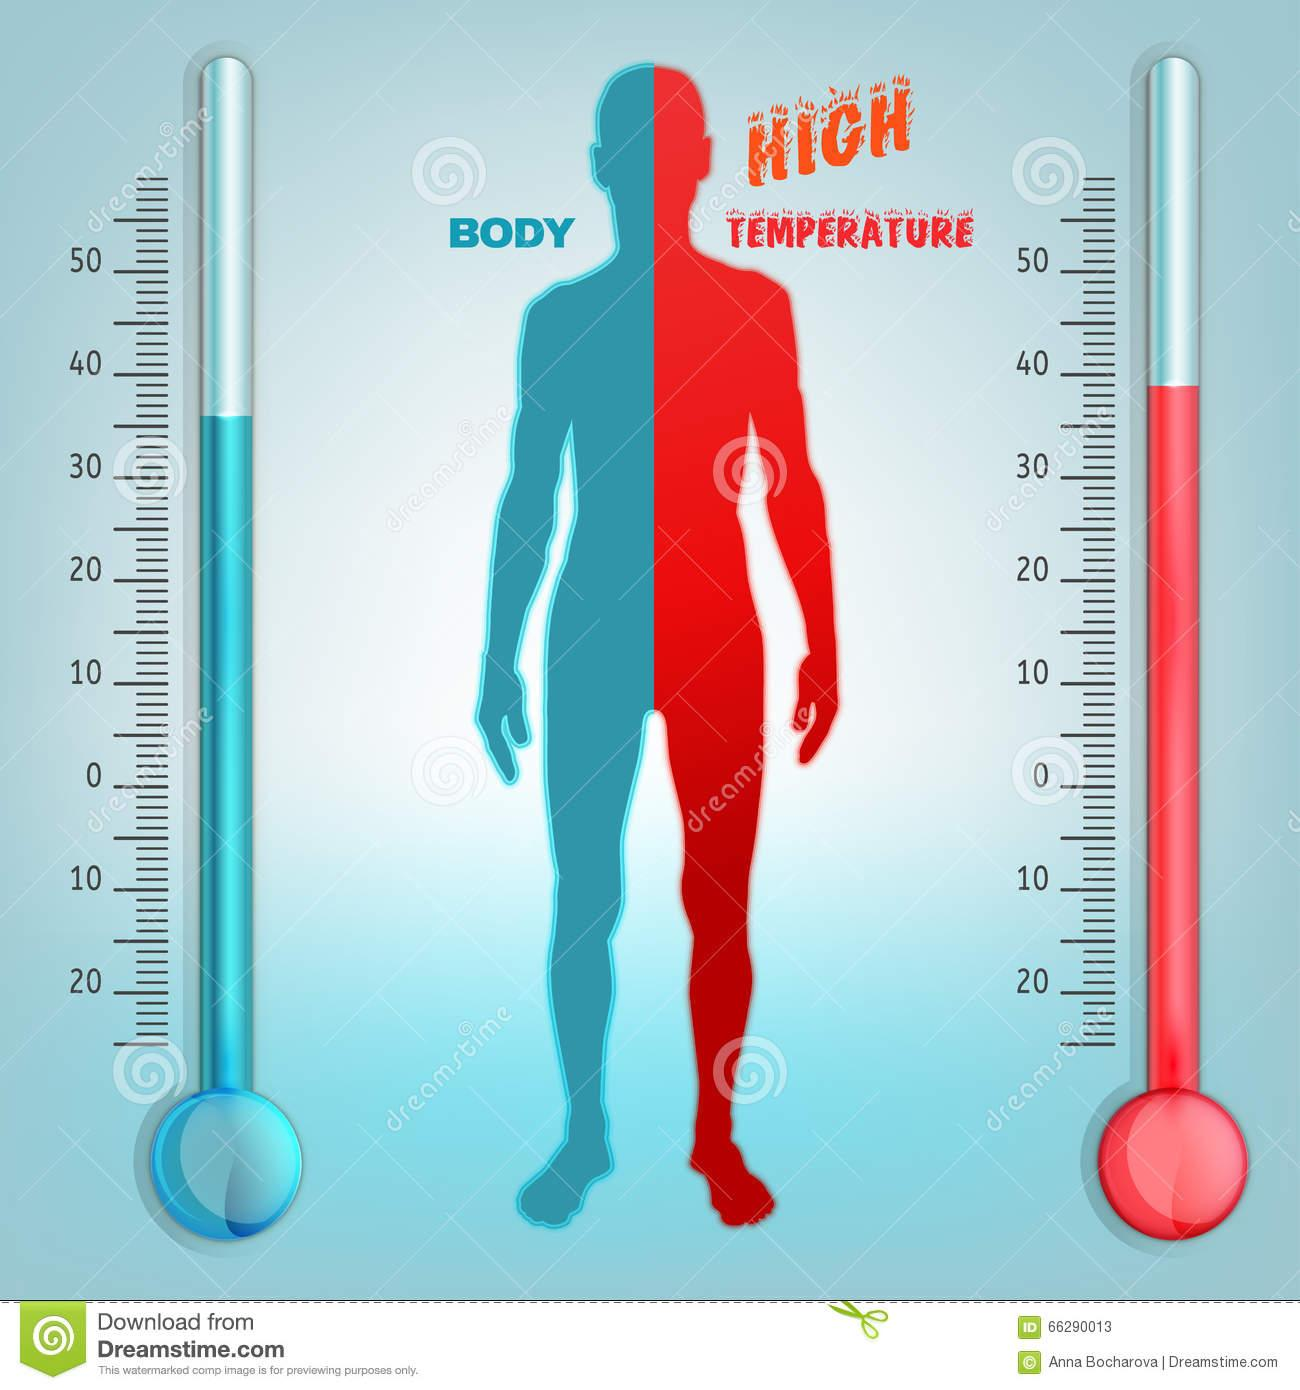 HIGH
BODY
TEMPERATURE
50
40
30
20
10
0
10
20
50
40
30
20
10
0
10
20
dreamstime
Download from
Dreamstime.com
This watermarked comp image is for previewing purposes only.
ID 66290013
© Anna Bocharova | Dreamstime.com